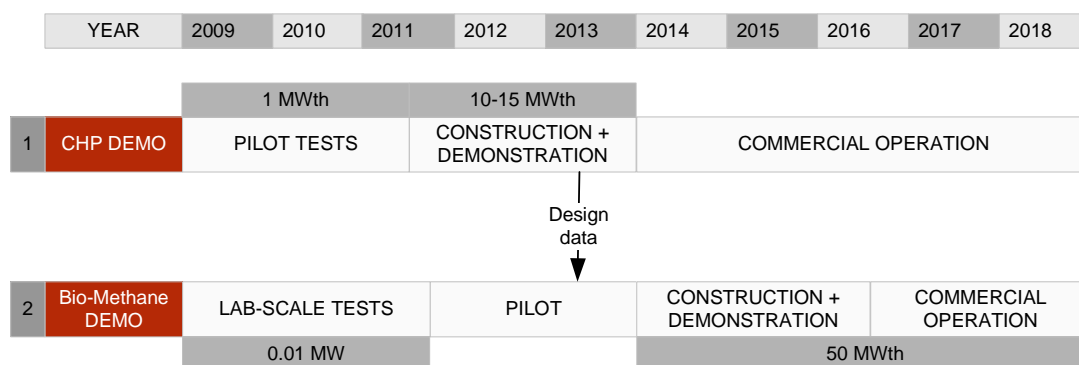 YEAR 2009 2010 2011 2012 2013 2014 2015 2016 2017 2018
1 MWth 10-15 MWth
1 CHP DEMO PILOT TESTS CONSTRUCTION +
DEMONSTRATION COMMERCIAL OPERATION
Design
data
2 Bio-Methane
DEMO LAB-SCALE TESTS PILOT CONSTRUCTION +
DEMONSTRATION COMMERCIAL
OPERATION
0.01 MW 50 MWth